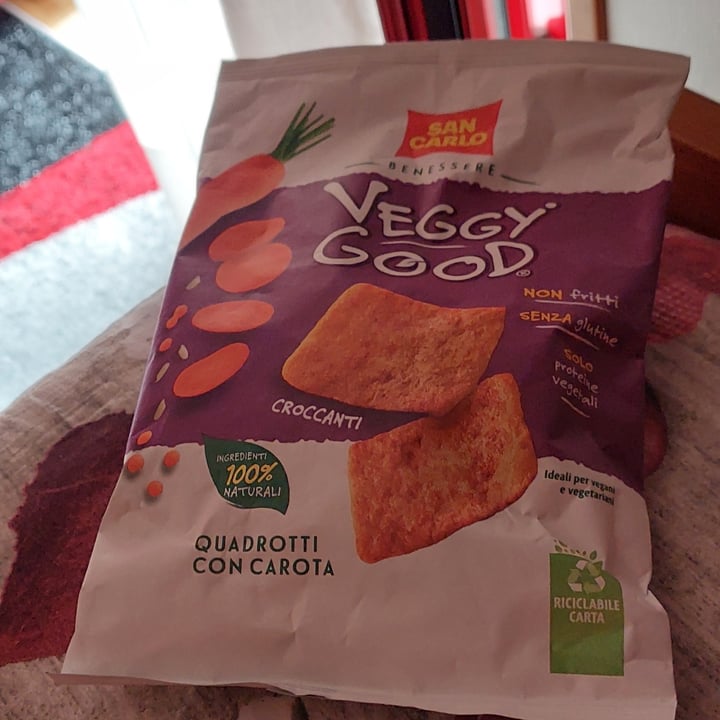 SAN
CARLO
BENESSERE
VEGGY
GOOD®
NON fritti
SENZA glutine
SOLO
proteine
vegetali
CROCCANTI
INGREDIENTI
100%
NATURALI
Ideali per vegani
e vegetariani
QUADROTTI
CON CAROTA
RICICLABILE
CARTA